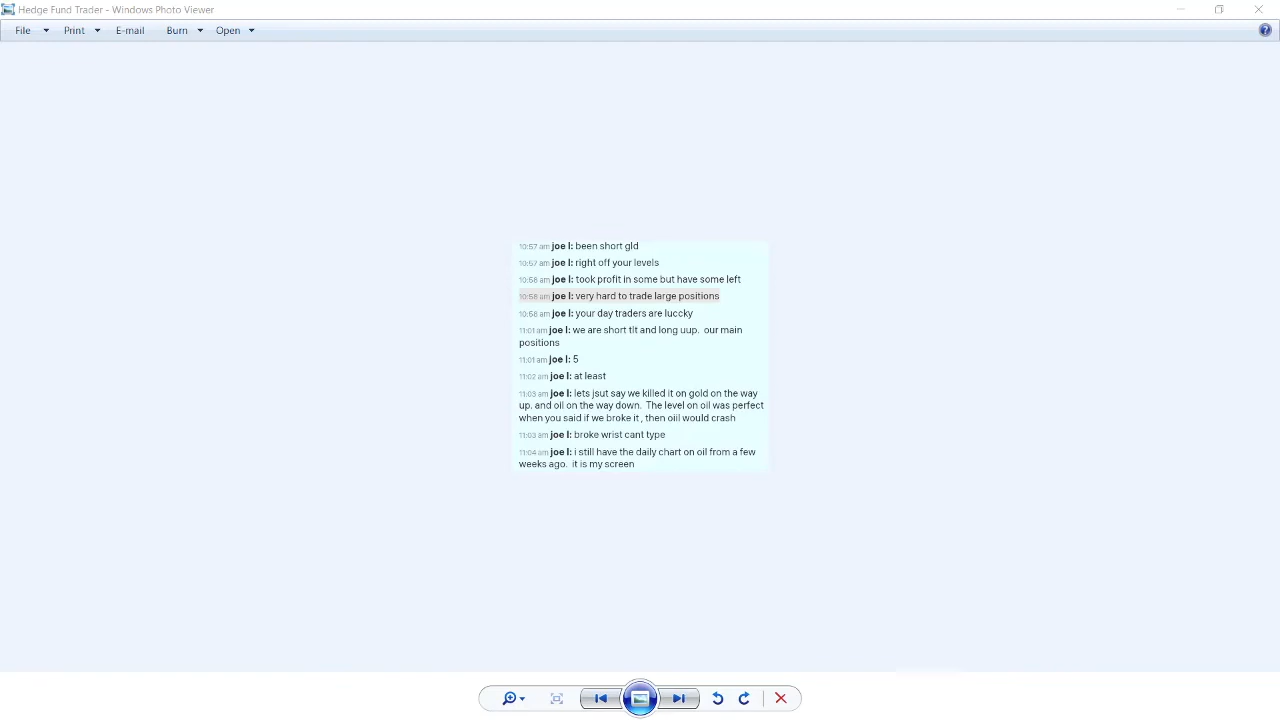 Hedge Fund Trader - Windows Photo Viewer
File Print E-mail Burn Open
10:57 am joe l: been short gld
10:57 am joe l: right off your levels
10:58 am joe l: took profit in some but have some left
10:58 am joe l: very hard to trade large positions
10:58 am joe l: your day traders are luccky
11:01 am joe l: we are short tlt and long uup. our main
positions
11:01 am joe l: 5
11:02 am joe l: at least
11:03 am joe l: lets jsut say we killed it on gold on the way
up, and oil on the way down. The level on oil was perfect
when you said if we broke it , then oiil would crash
11:03 am joe l: broke wrist cant type
11:04 am joe l: i still have the daily chart on oil from a few
weeks ago. it is my screen